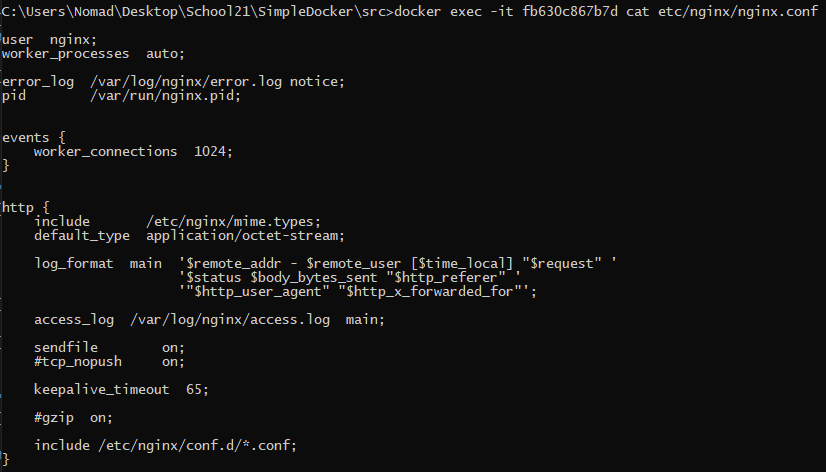 C:\Users\Nomad\Desktop\School21\SimpleDocker\src>docker exec -it fb630c867b7d cat etc/nginx/nginx.conf
user  nginx;
worker_processes  auto;
error_log  /var/log/nginx/error.log notice;
pid        /var/run/nginx.pid;
events {
    worker_connections  1024;
}
http {
    include       /etc/nginx/mime.types;
    default_type  application/octet-stream;
    log_format  main  '$remote_addr - $remote_user [$time_local] "$request" '
                      '$status $body_bytes_sent "$http_referer" '
                      '"$http_user_agent" "$http_x_forwarded_for"';
    access_log  /var/log/nginx/access.log  main;
    sendfile        on;
    #tcp_nopush     on;
    keepalive_timeout  65;
    #gzip  on;
    include /etc/nginx/conf.d/*.conf;
}